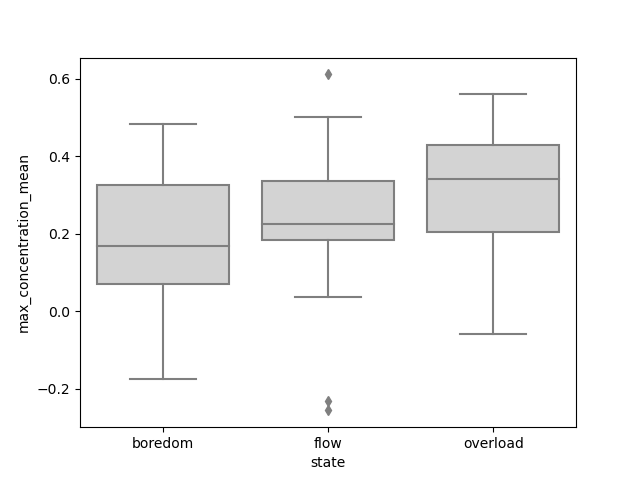 max_concentration_mean
0.6
0.4
0.2
0.0
−0.2
boredom
flow
overload
state